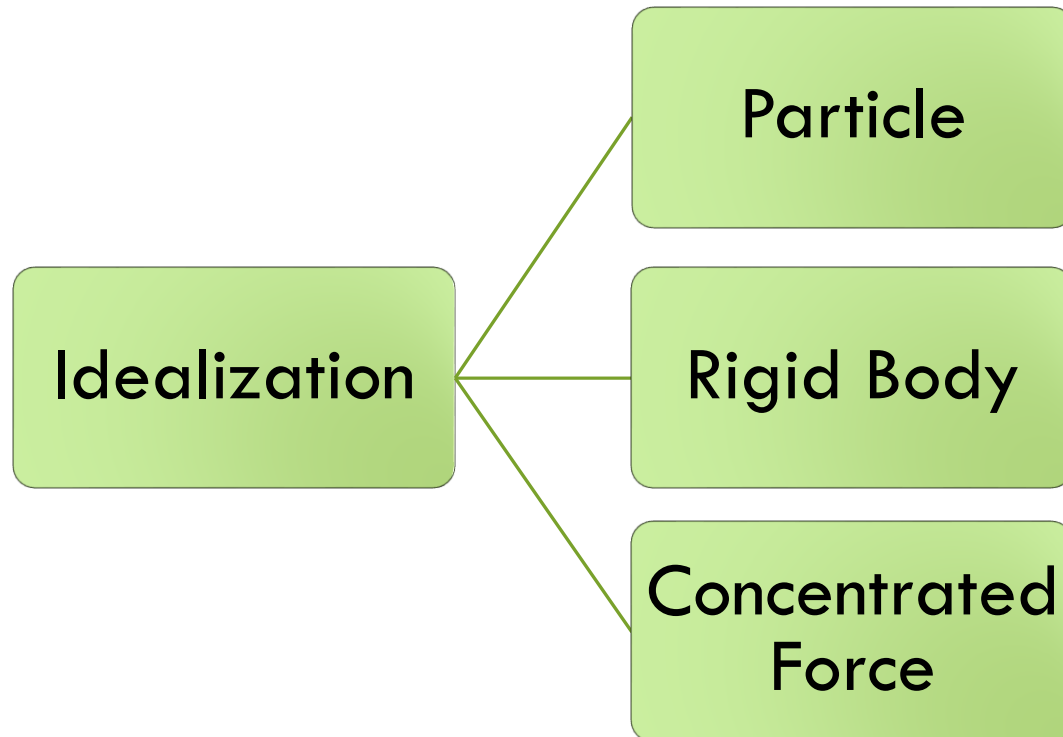 Particle
Idealization
Rigid Body
Concentrated
Force